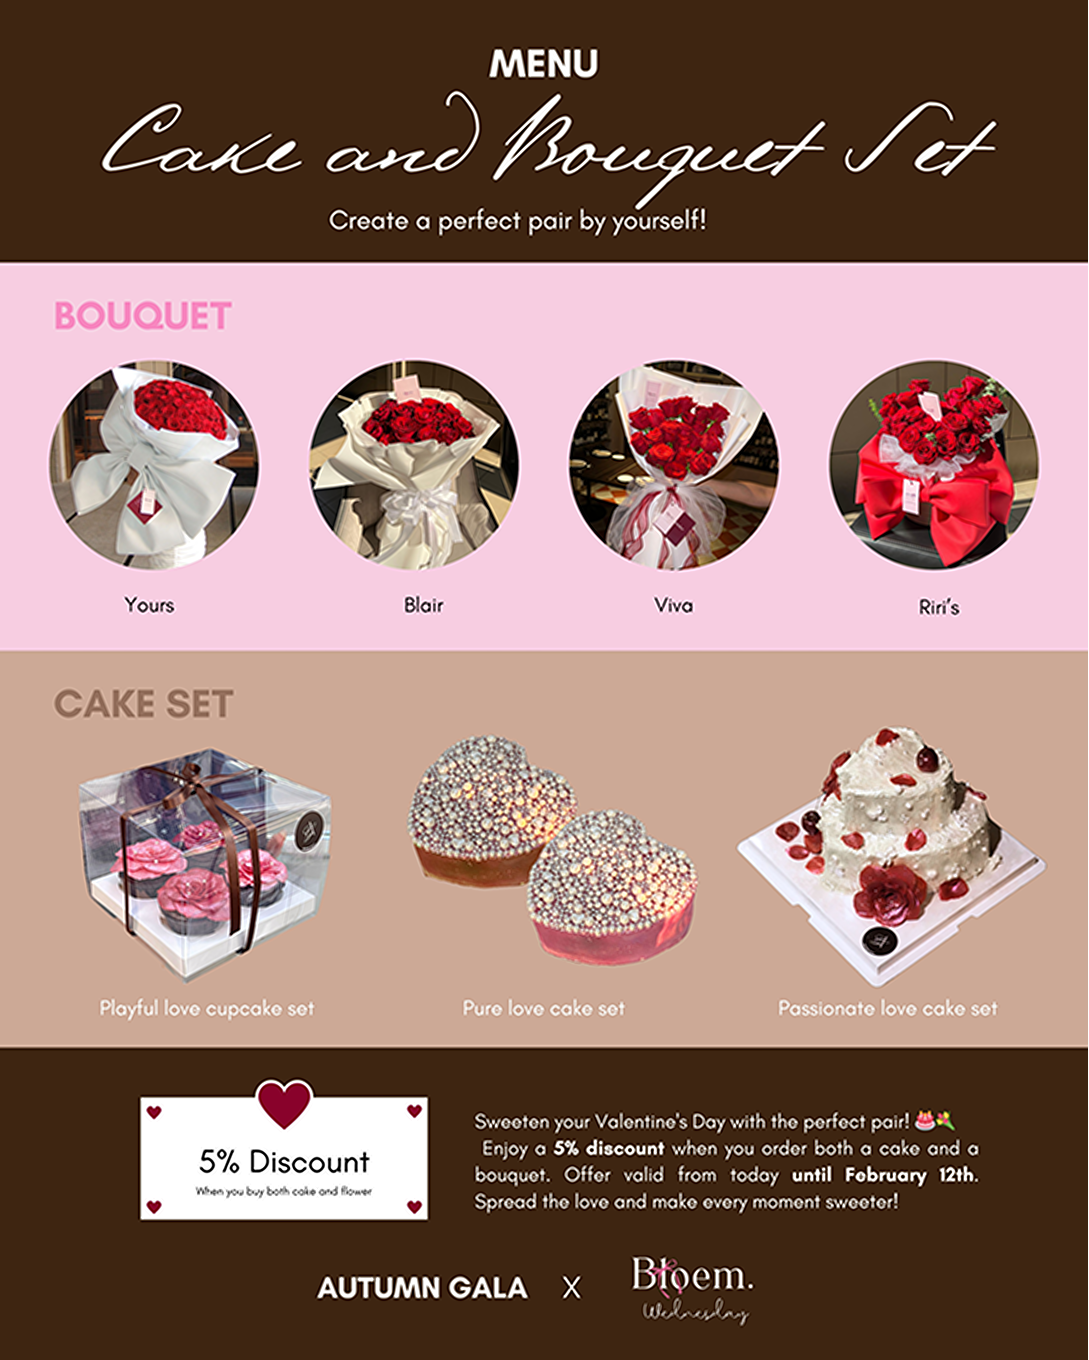 MENU
Cake and Bouquet Set
Create a perfect pair by yourself!
BOUQUET
Yours
Blair
Viva
Riri's
CAKE SET
Playful love cupcake set
Pure love cake set
Passionate love cake set
5% Discount
When you buy both cake and flower
Sweeten your Valentine's Day with the perfect pair! 🎂💐
Enjoy a 5% discount when you order both a cake and a
bouquet. Offer valid from today until February 12th.
Spread the love and make every moment sweeter!
AUTUMN GALA X Bloem.
Wednesday